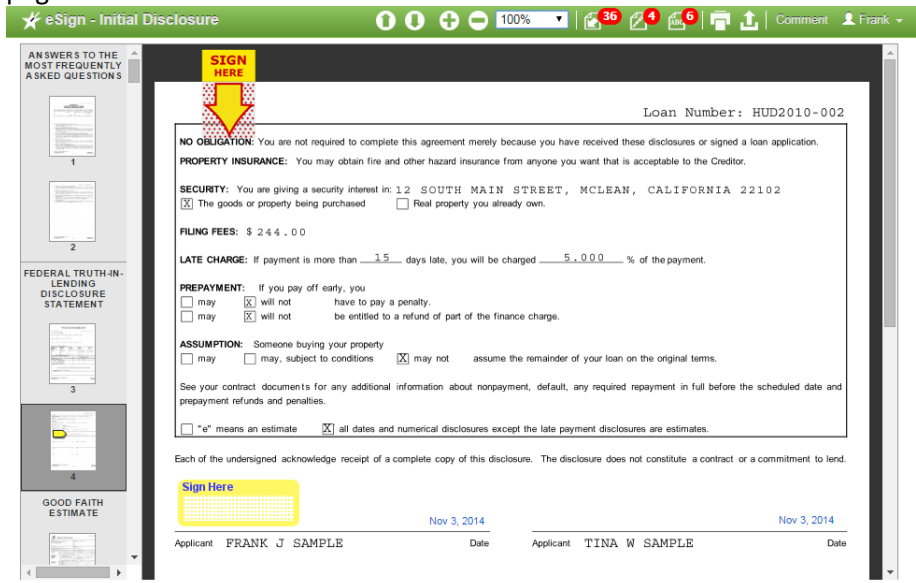 eSign - Initial Disclosure
100%
36
4
6
Comment
Frank
ANSWERS TO THE
MOST FREQUENTLY
ASKED QUESTIONS
1
2
FEDERAL TRUTH-IN-
LENDING
DISCLOSURE
STATEMENT
3
4
GOOD FAITH
ESTIMATE
SIGN
HERE
Loan Number: HUD2010-002
NO OBLIGATION: You are not required to complete this agreement merely because you have received these disclosures or signed a loan application.
PROPERTY INSURANCE: You may obtain fire and other hazard insurance from anyone you want that is acceptable to the Creditor.
SECURITY: You are giving a security interest in: 12 SOUTH MAIN STREET, MCLEAN, CALIFORNIA 22102
X The goods or property being purchased Real property you already own.
FILING FEES: $ 244.00
LATE CHARGE: If payment is more than 15 days late, you will be charged 5.000 % of the payment.
PREPAYMENT: If you pay off early, you
may X will not have to pay a penalty.
may X will not be entitled to a refund of part of the finance charge.
ASSUMPTION: Someone buying your property
may may, subject to conditions X may not assume the remainder of your loan on the original terms.
See your contract documents for any additional information about nonpayment, default, any required repayment in full before the scheduled date and
prepayment refunds and penalties.
"e" means an estimate X all dates and numerical disclosures except the late payment disclosures are estimates.
Each of the undersigned acknowledge receipt of a complete copy of this disclosure. The disclosure does not constitute a contract or a commitment to lend.
Sign Here
Nov 3, 2014 Nov 3, 2014
Applicant FRANK J SAMPLE Date Applicant TINA W SAMPLE Date